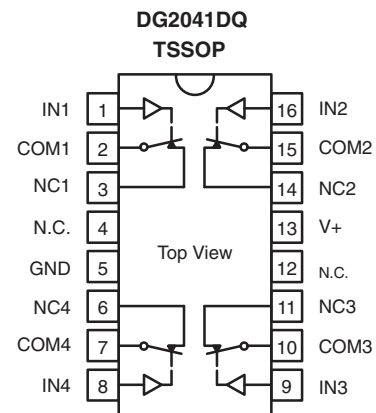 DG2041DQ
TSSOP
IN1 1 16 IN2
COM1 2 15 COM2
NC1 3 14 NC2
N.C. 4 13 V+
Top View
GND 5 12 N.C.
NC4 6 11 NC3
COM4 7 10 COM3
IN4 8 9 IN3